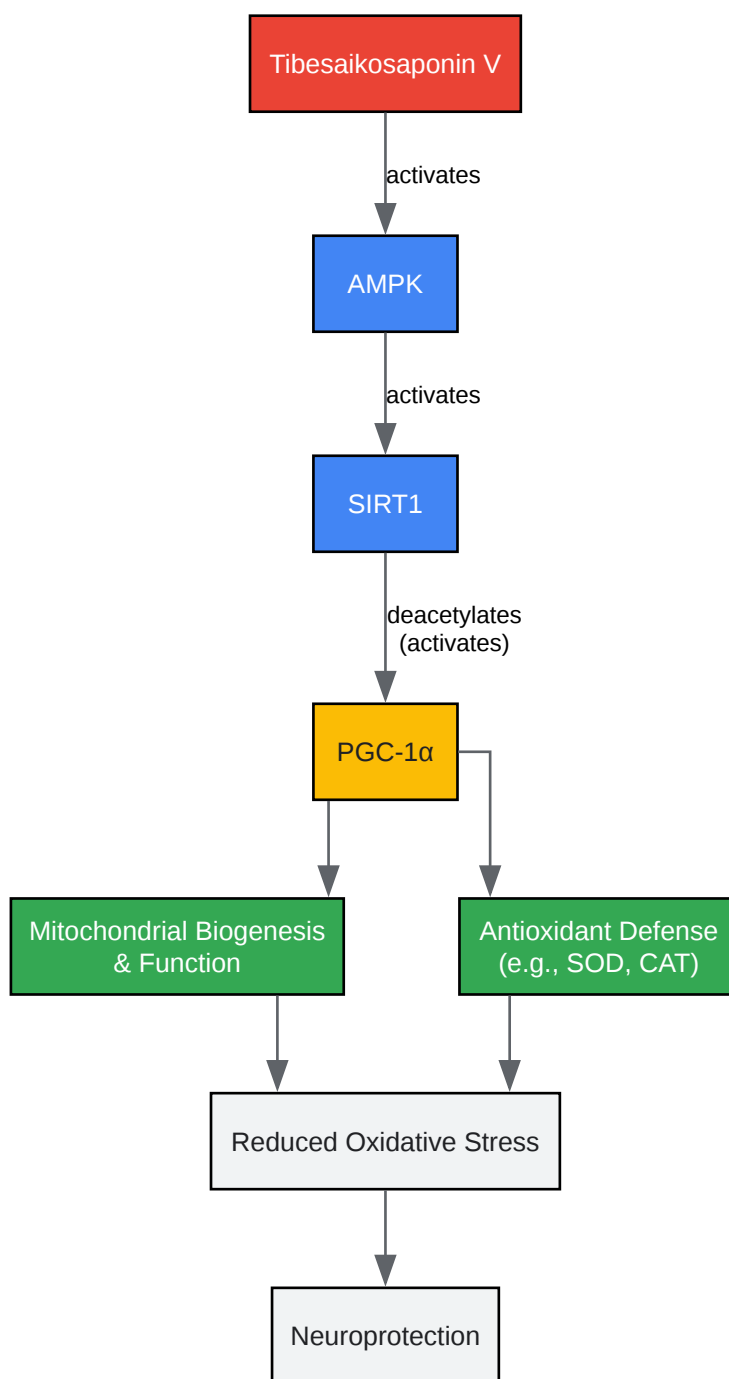 Tibesaikosaponin V
activates
AMPK
activates
SIRT1
deacetylates
(activates)
PGC-1α
Mitochondrial Biogenesis
& Function
Antioxidant Defense
(e.g., SOD, CAT)
Reduced Oxidative Stress
Neuroprotection